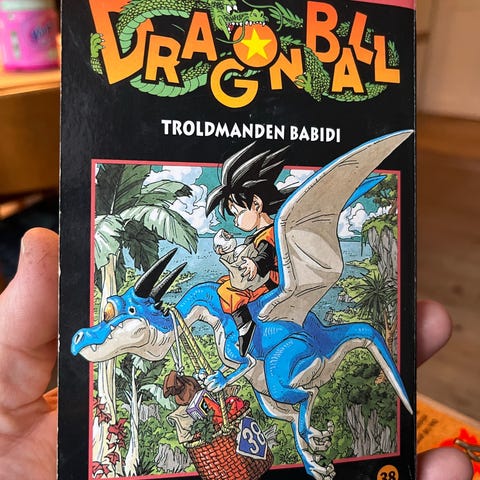 DRAGON BALL
TROLDMANDEN BABIDI
38
38